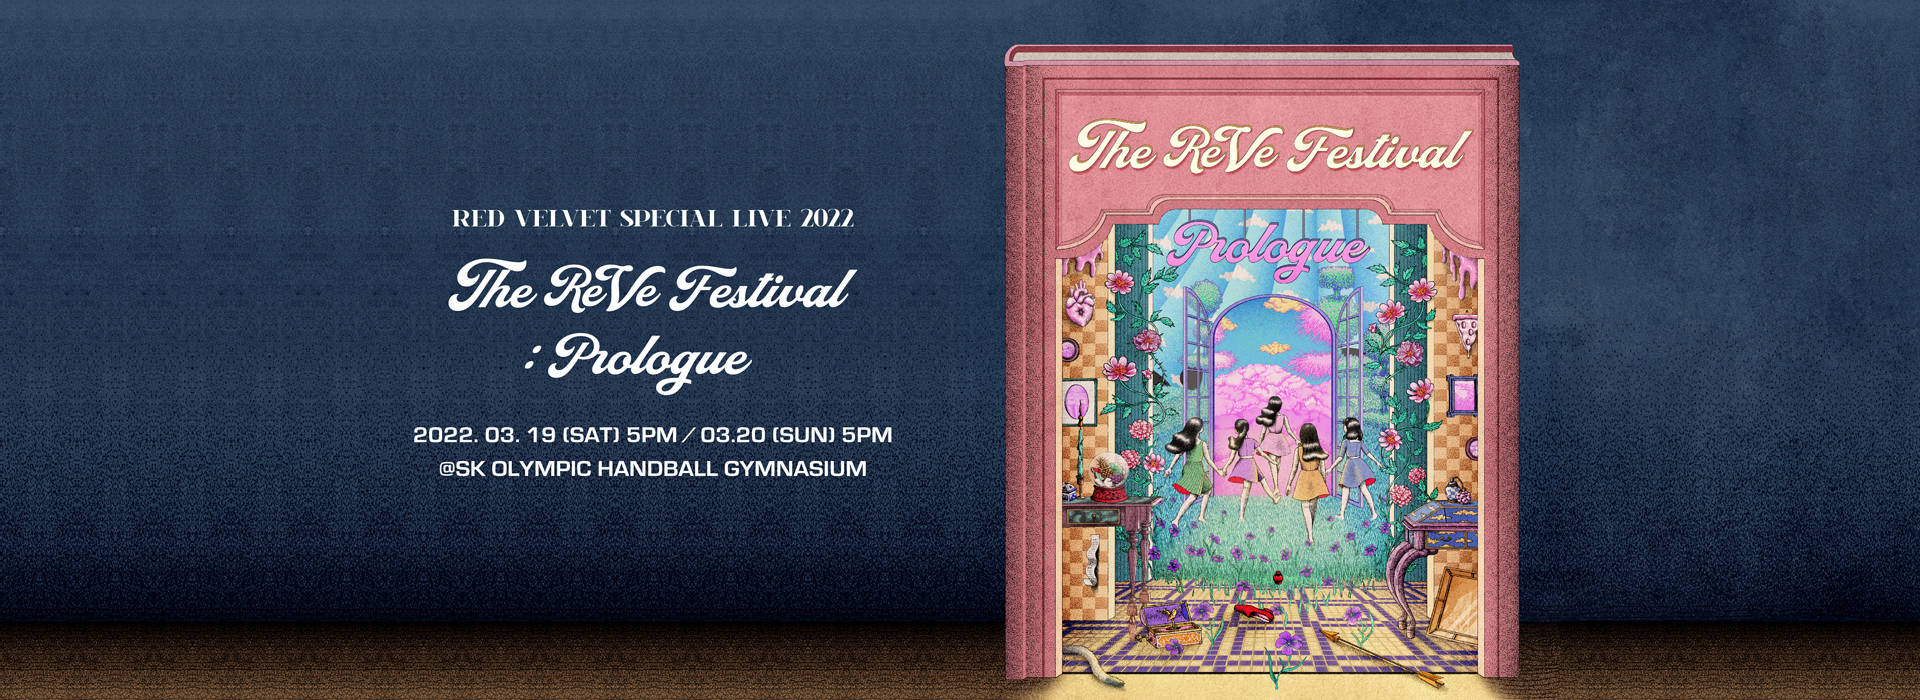 RED VELVET SPECIAL LIVE 2022
The ReVe Festival
: Prologue
2022. 03. 19 (SAT) 5PM / 03.20 (SUN) 5PM
@SK OLYMPIC HANDBALL GYMNASIUM
The ReVe Festival
Prologue